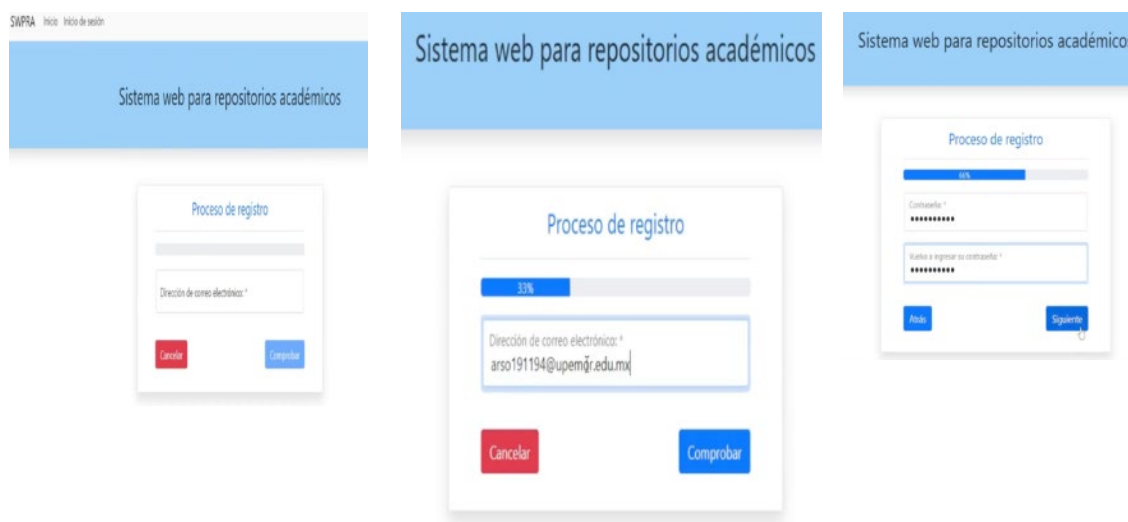 SWPRA Inicio Inicio de sesión
Sistema web para repositorios académicos
Proceso de registro
Dirección de correo electrónico: *
Cancelar
Comprobar
Sistema web para repositorios académicos
Proceso de registro
33%
Dirección de correo electrónico: *
arso191194@upemor.edu.mx
Cancelar
Comprobar
Sistema web para repositorios académicos
Proceso de registro
66%
Contraseña: *
••••••••••
Vuelva a ingresar su contraseña: *
••••••••••
Atrás
Siguiente